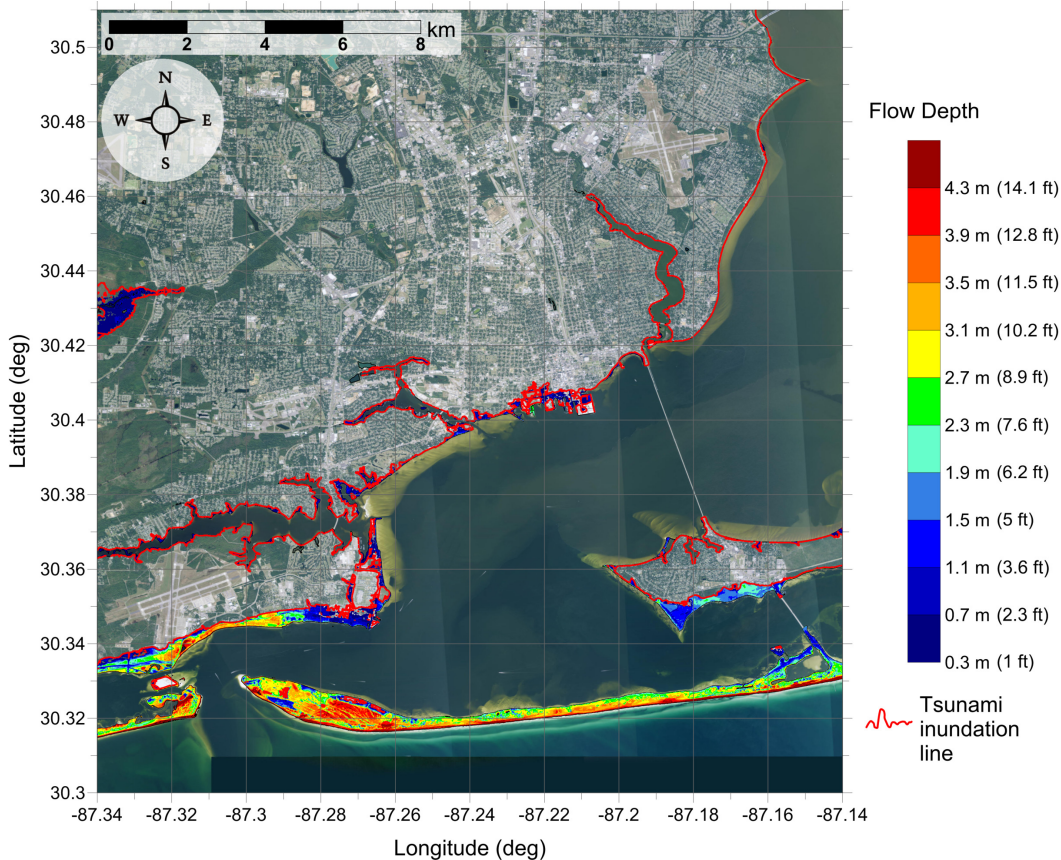 km
0 2 4 6 8
N
W E
S
30.5
30.48
30.46
30.44
30.42
30.4
30.38
30.36
30.34
30.32
30.3
Latitude (deg)
-87.34 -87.32 -87.3 -87.28 -87.26 -87.24 -87.22 -87.2 -87.18 -87.16 -87.14
Longitude (deg)
Flow Depth
4.3 m (14.1 ft)
3.9 m (12.8 ft)
3.5 m (11.5 ft)
3.1 m (10.2 ft)
2.7 m (8.9 ft)
2.3 m (7.6 ft)
1.9 m (6.2 ft)
1.5 m (5 ft)
1.1 m (3.6 ft)
0.7 m (2.3 ft)
0.3 m (1 ft)
Tsunami
inundation
line